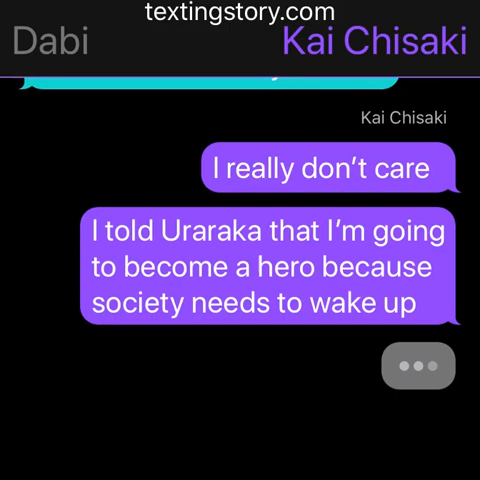 textingstory.com
Dabi
Kai Chisaki
Kai Chisaki
I really don’t care
I told Uraraka that I’m going
to become a hero because
society needs to wake up